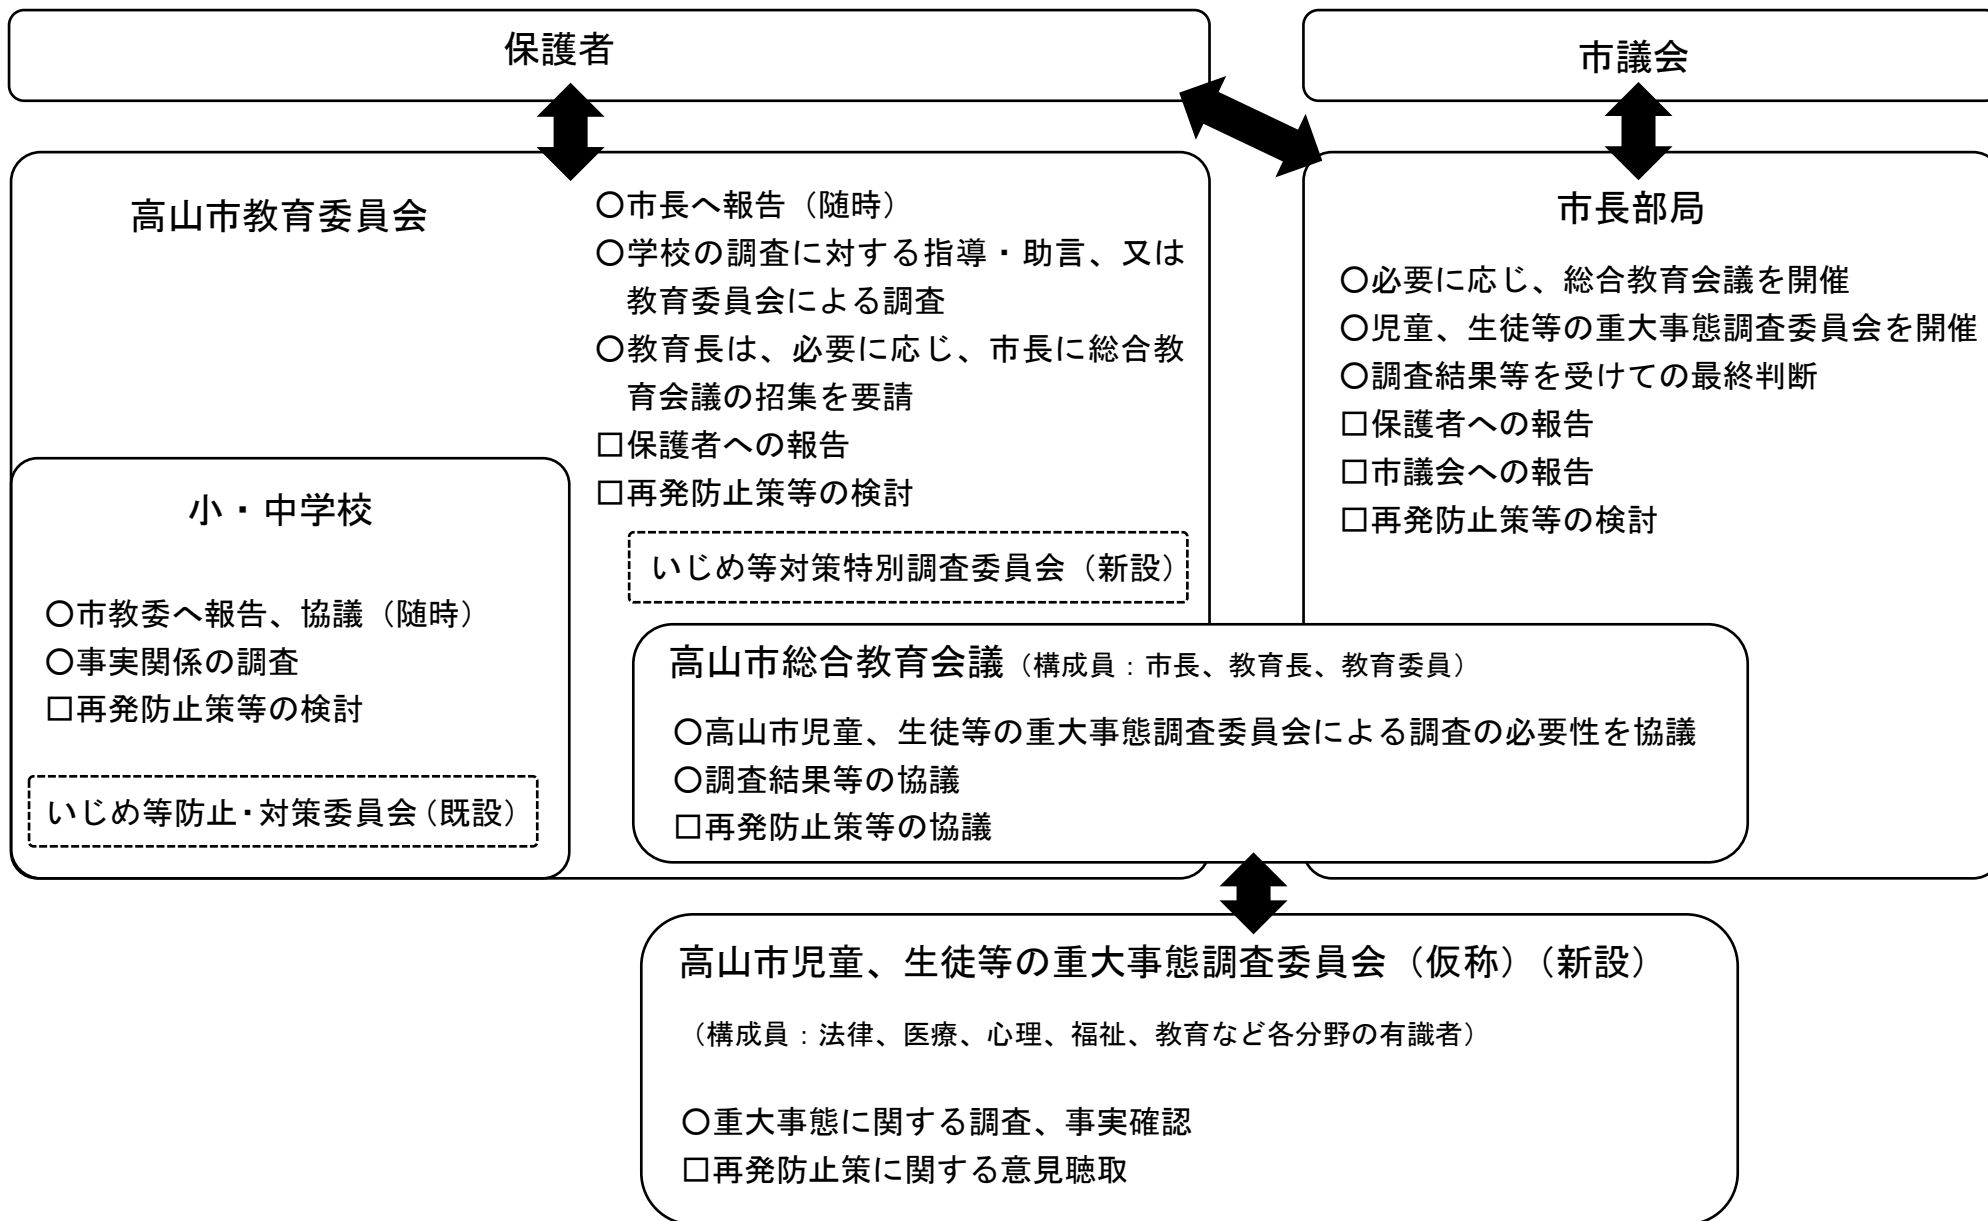 保護者
市議会
高山市教育委員会
〇市長へ報告（随時）
〇学校の調査に対する指導・助言、又は
教育委員会による調査
〇教育長は、必要に応じ、市長に総合教
育会議の招集を要請
□保護者への報告
□再発防止策等の検討
いじめ等対策特別調査委員会（新設）
小・中学校
〇市教委へ報告、協議（随時）
〇事実関係の調査
□再発防止策等の検討
いじめ等防止・対策委員会（既設）
市長部局
〇必要に応じ、総合教育会議を開催
〇児童、生徒等の重大事態調査委員会を開催
〇調査結果等を受けての最終判断
□保護者への報告
□市議会への報告
□再発防止策等の検討
高山市総合教育会議（構成員：市長、教育長、教育委員）
〇高山市児童、生徒等の重大事態調査委員会による調査の必要性を協議
〇調査結果等の協議
□再発防止策等の協議
高山市児童、生徒等の重大事態調査委員会（仮称）（新設）
（構成員：法律、医療、心理、福祉、教育など各分野の有識者）
〇重大事態に関する調査、事実確認
□再発防止策に関する意見聴取